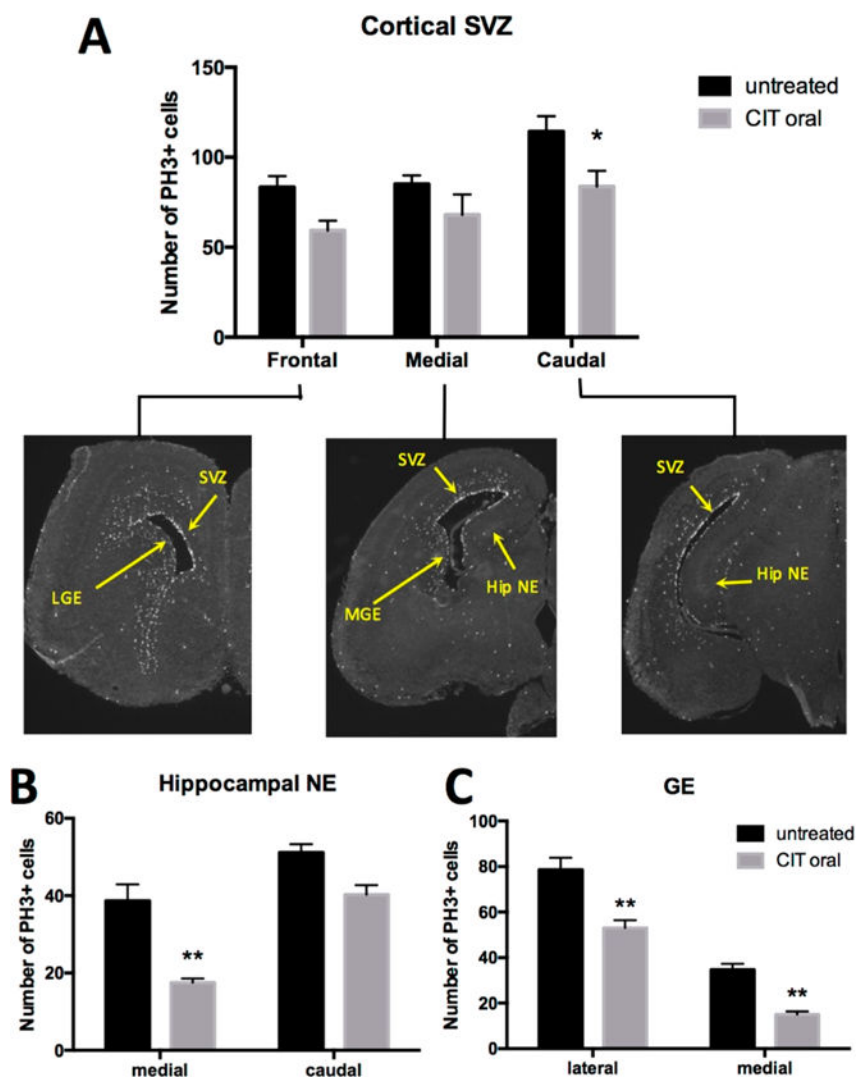 A
Cortical SVZ
Number of PH3+ cells
150
100
50
0
untreated
CIT oral
*
Frontal
Medial
Caudal
SVZ
LGE
SVZ
MGE
Hip NE
SVZ
Hip NE
B
Hippocampal NE
Number of PH3+ cells
60
40
20
0
**
medial
caudal
C
GE
Number of PH3+ cells
100
80
60
40
20
0
untreated
CIT oral
**
**
lateral
medial